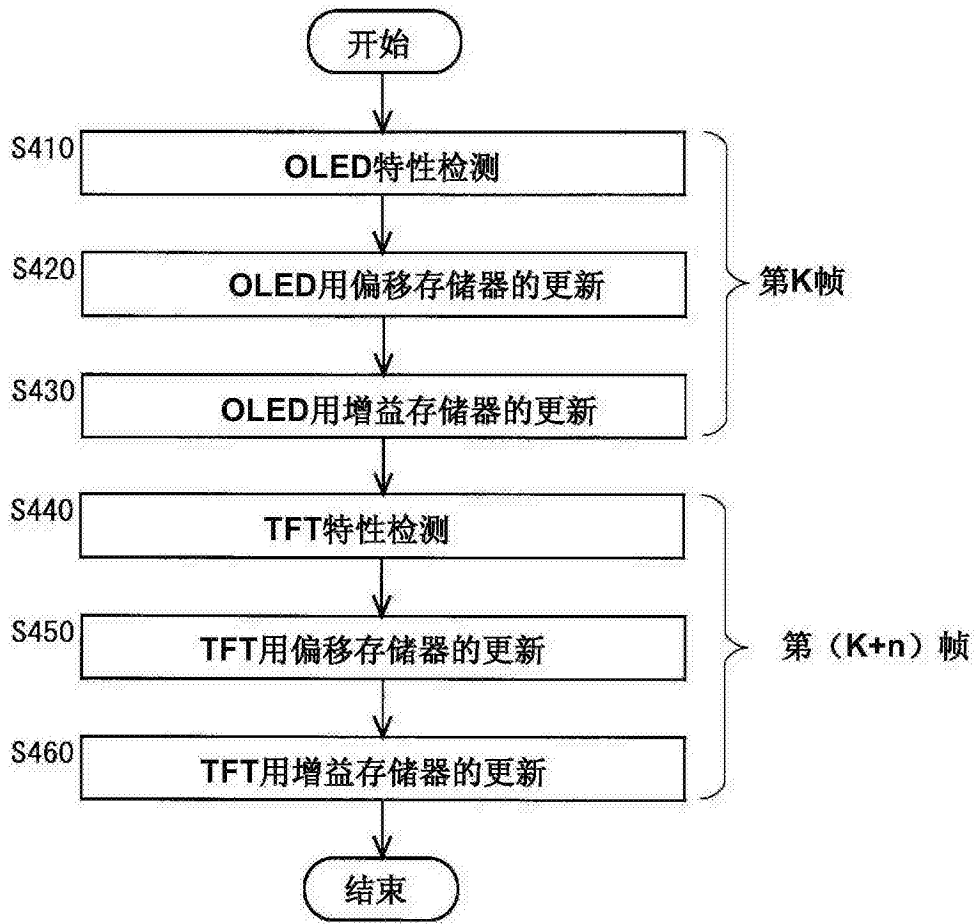 开始
S410
OLED特性检测
S420
OLED用偏移存储器的更新
第K帧
S430
OLED用增益存储器的更新
S440
TFT特性检测
S450
TFT用偏移存储器的更新
第（K+n）帧
S460
TFT用增益存储器的更新
结束